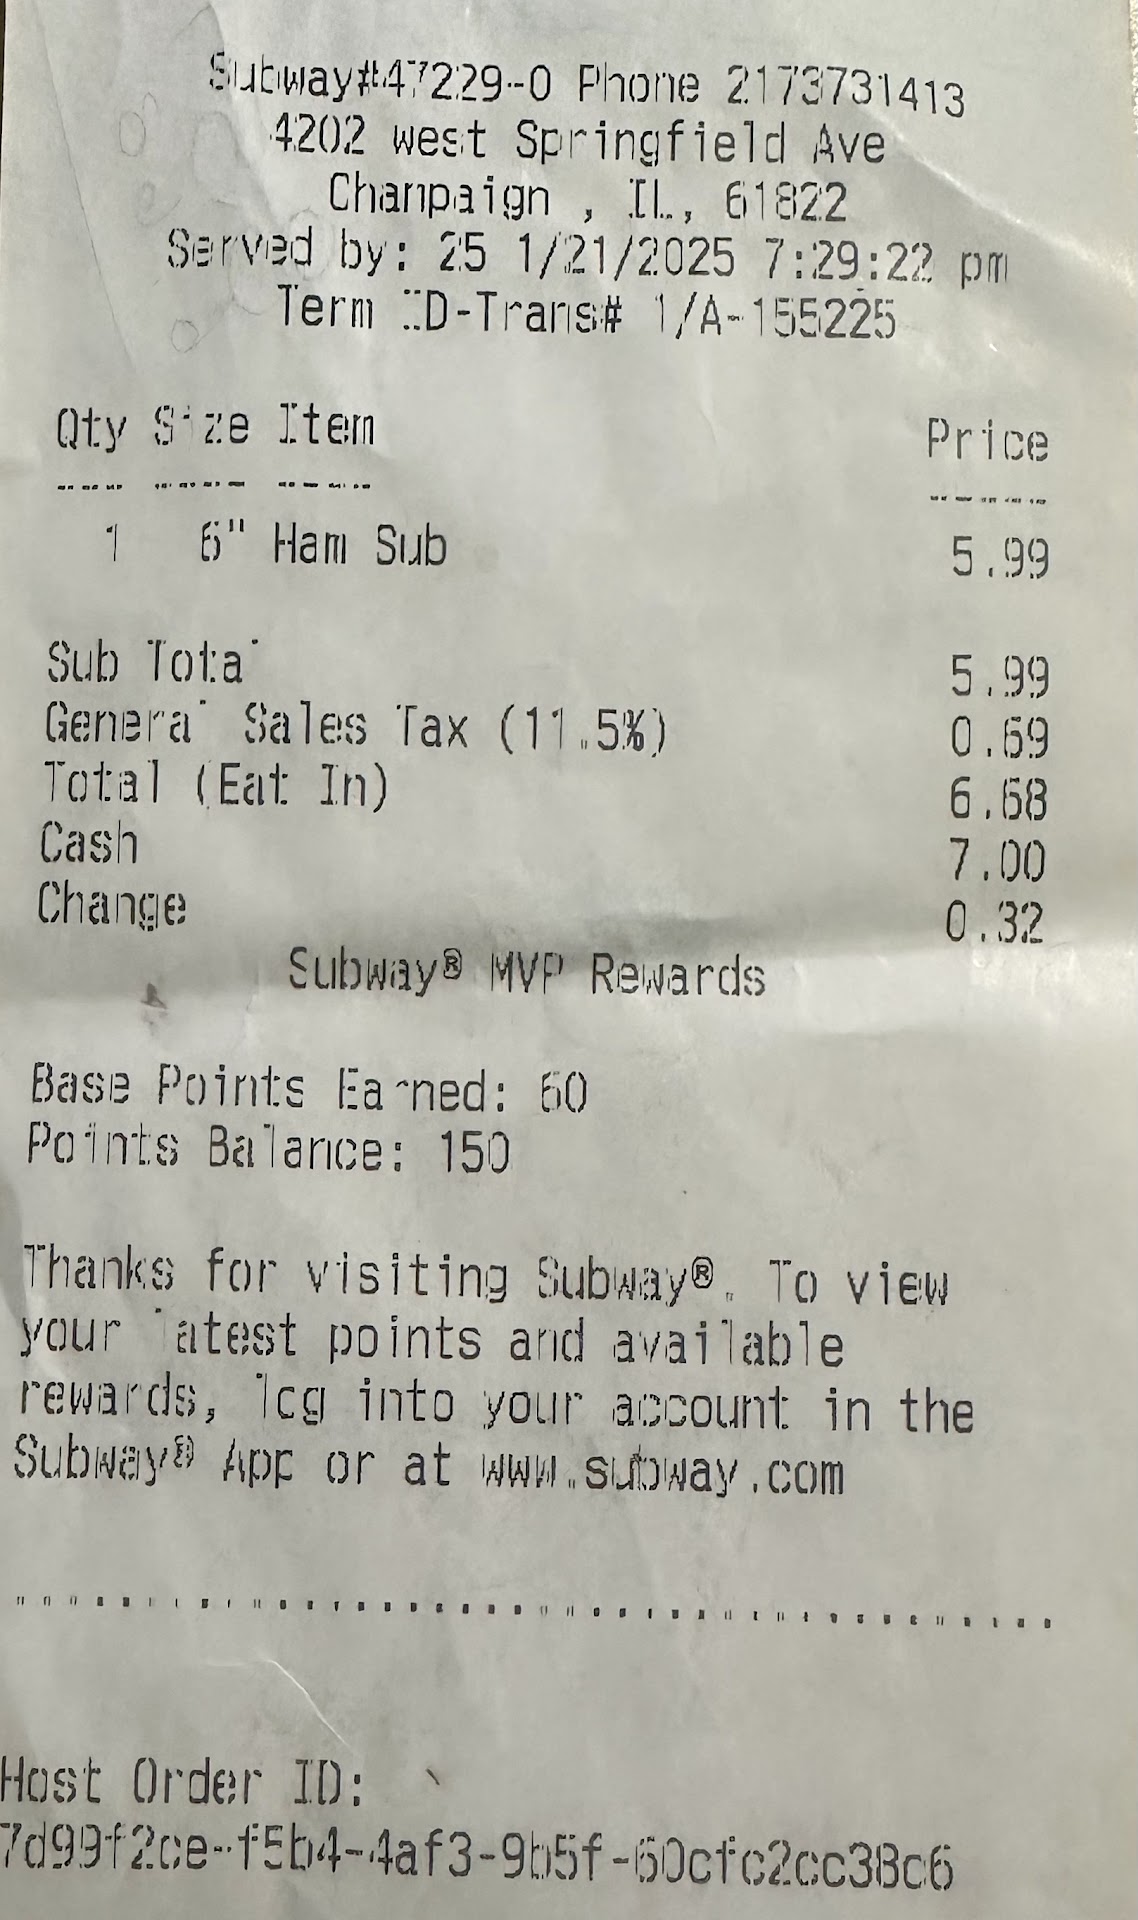 Subway#47229-0 Phone 2173731413
4202 west Springfield Ave
Champaign , IL, 61822
Served by: 25 1/21/2025 7:29:22 pm
Term ID-Trans# 1/A-155225
Qty Size Item Price
---- ---- ---- ----
1 6" Ham Sub 5.99
Sub Total 5.99
General Sales Tax (11.5%) 0.69
Total (Eat In) 6.68
Cash 7.00
Change 0.32
Subway® MVP Rewards
Base Points Earned: 60
Points Balance: 150
Thanks for visiting Subway®. To view
your latest points and available
rewards, log into your account in the
Subway® App or at www.subway.com
Host Order ID:
7d99f2ce-f5b4-4af3-9b5f-60cfc2cc38c6